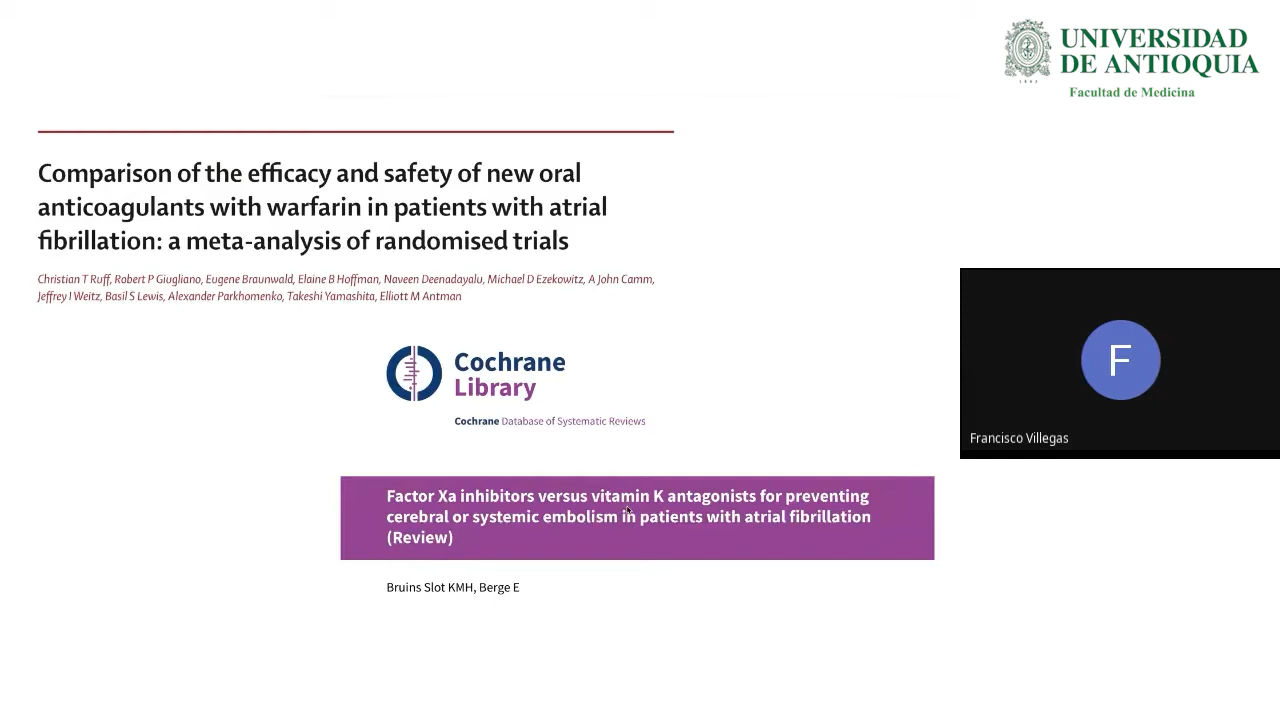 UNIVERSIDAD
DE ANTIOQUIA
1803
Facultad de Medicina
Comparison of the efficacy and safety of new oral
anticoagulants with warfarin in patients with atrial
fibrillation: a meta-analysis of randomised trials
Christian T Ruff, Robert P Giugliano, Eugene Braunwald, Elaine B Hoffman, Naveen Deenadayalu, Michael D Ezekowitz, A John Camm,
Jeffrey I Weitz, Basil S Lewis, Alexander Parkhomenko, Takeshi Yamashita, Elliott M Antman
Cochrane
Library
Cochrane Database of Systematic Reviews
F
Francisco Villegas
Factor Xa inhibitors versus vitamin K antagonists for preventing
cerebral or systemic embolism in patients with atrial fibrillation
(Review)
Bruins Slot KMH, Berge E